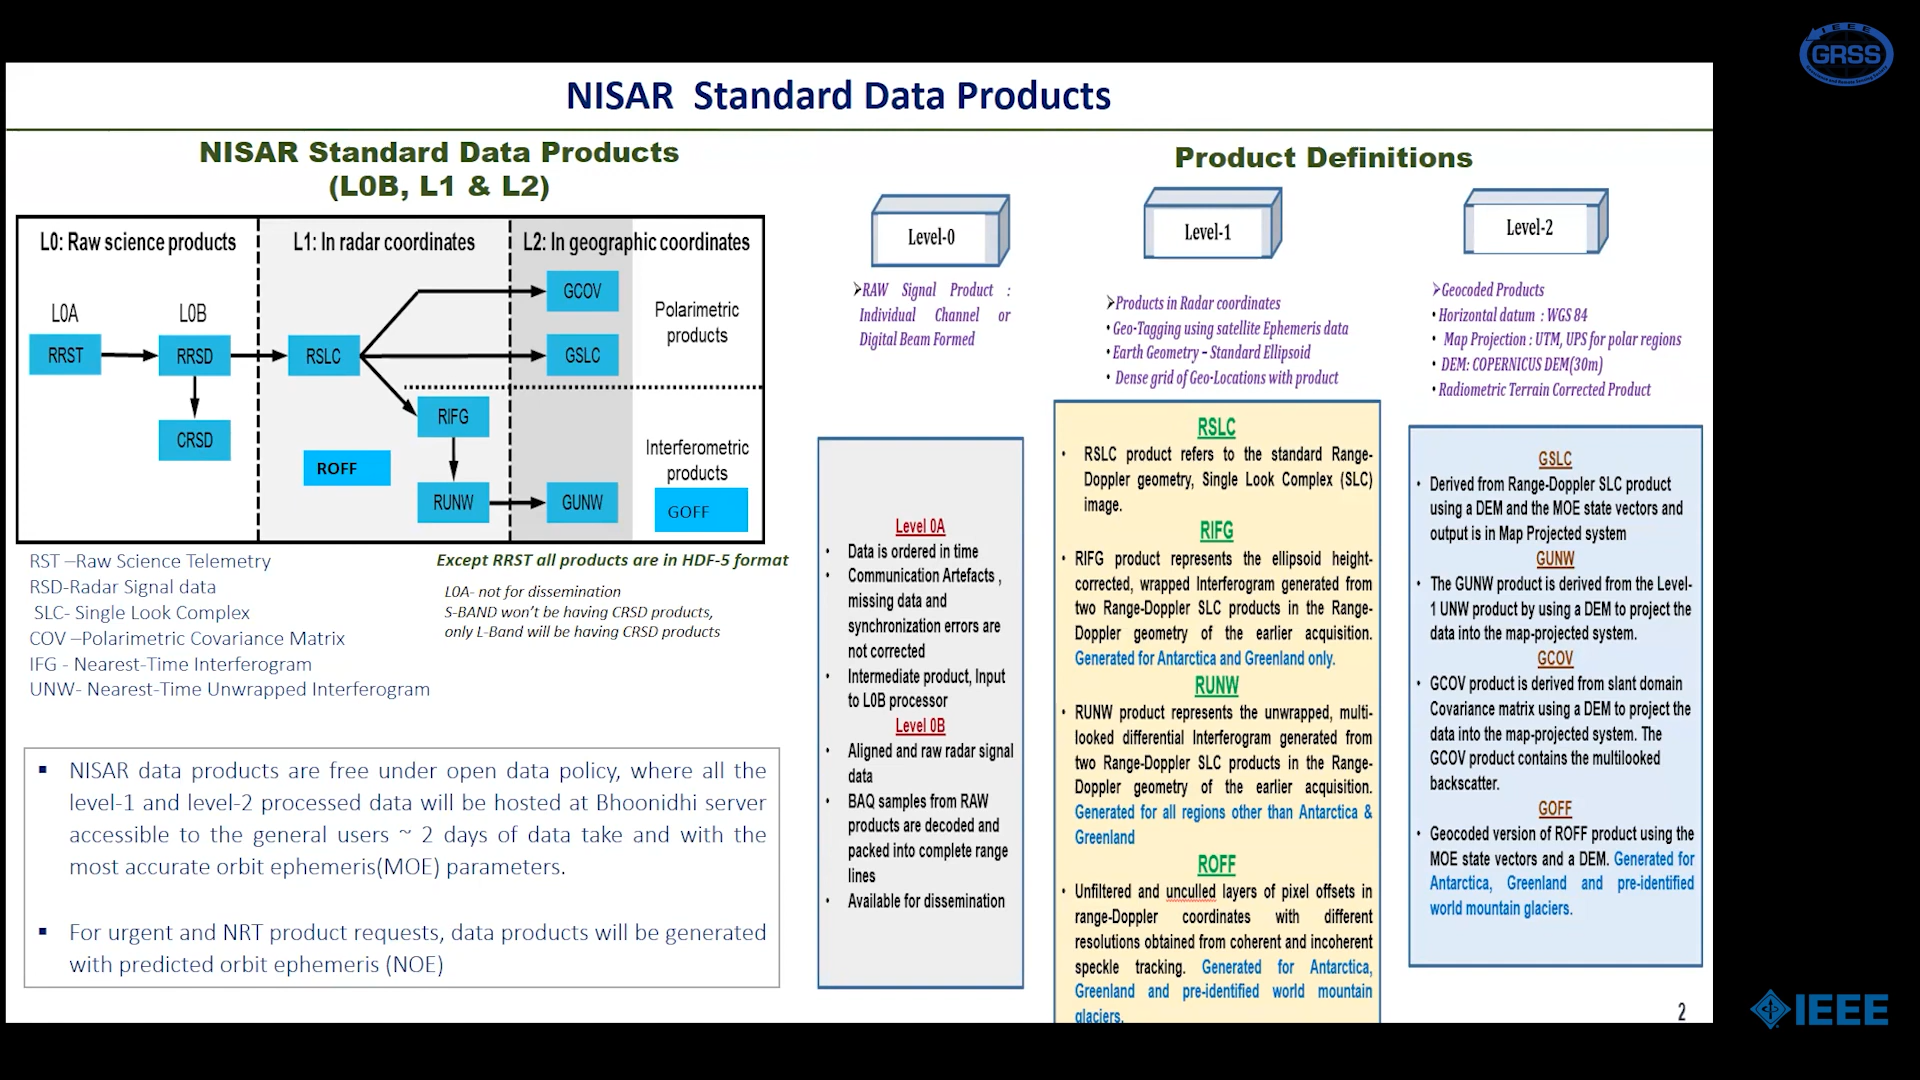 IEEE
GRSS
NISAR Standard Data Products
NISAR Standard Data Products
(L0B, L1 & L2)
L0: Raw science products
L1: In radar coordinates
L2: In geographic coordinates
L0A
L0B
RRST
RRSD
CRSD
RSLC
RIFG
ROFF
RUNW
GCOV
GSLC
GUNW
Polarimetric
products
Interferometric
products
GOFF
RST –Raw Science Telemetry
RSD-Radar Signal data
SLC- Single Look Complex
COV –Polarimetric Covariance Matrix
IFG - Nearest-Time Interferogram
UNW- Nearest-Time Unwrapped Interferogram
Except RRST all products are in HDF-5 format
L0A- not for dissemination
S-BAND won't be having CRSD products,
only L-Band will be having CRSD products
▪ NISAR data products are free under open data policy, where all the
level-1 and level-2 processed data will be hosted at Bhoonidhi server
accessible to the general users ~ 2 days of data take and with the
most accurate orbit ephemeris(MOE) parameters.
▪ For urgent and NRT product requests, data products will be generated
with predicted orbit ephemeris (NOE)
Product Definitions
Level-0
➢RAW Signal Product :
Individual Channel or
Digital Beam Formed
Level 0A
• Data is ordered in time
• Communication Artefacts ,
missing data and
synchronization errors are
not corrected
• Intermediate product, Input
to L0B processor
Level 0B
• Aligned and raw radar signal
data
• BAQ samples from RAW
products are decoded and
packed into complete range
lines
• Available for dissemination
Level-1
➢Products in Radar coordinates
• Geo-Tagging using satellite Ephemeris data
• Earth Geometry – Standard Ellipsoid
• Dense grid of Geo-Locations with product
RSLC
• RSLC product refers to the standard Range-
Doppler geometry, Single Look Complex (SLC)
image.
RIFG
• RIFG product represents the ellipsoid height-
corrected, wrapped Interferogram generated from
two Range-Doppler SLC products in the Range-
Doppler geometry of the earlier acquisition.
Generated for Antarctica and Greenland only.
RUNW
• RUNW product represents the unwrapped, multi-
looked differential Interferogram generated from
two Range-Doppler SLC products in the Range-
Doppler geometry of the earlier acquisition.
Generated for all regions other than Antarctica &
Greenland
ROFF
• Unfiltered and unculled layers of pixel offsets in
range-Doppler coordinates with different
resolutions obtained from coherent and incoherent
speckle tracking. Generated for Antarctica,
Greenland and pre-identified world mountain
glaciers.
Level-2
➢Geocoded Products
• Horizontal datum : WGS 84
• Map Projection : UTM, UPS for polar regions
• DEM: COPERNICUS DEM(30m)
• Radiometric Terrain Corrected Product
GSLC
• Derived from Range-Doppler SLC product
using a DEM and the MOE state vectors and
output is in Map Projected system
GUNW
• The GUNW product is derived from the Level-
1 UNW product by using a DEM to project the
data into the map-projected system.
GCOV
• GCOV product is derived from slant domain
Covariance matrix using a DEM to project the
data into the map-projected system. The
GCOV product contains the multilooked
backscatter.
GOFF
• Geocoded version of ROFF product using the
MOE state vectors and a DEM. Generated for
Antarctica, Greenland and pre-identified
world mountain glaciers.
2
IEEE